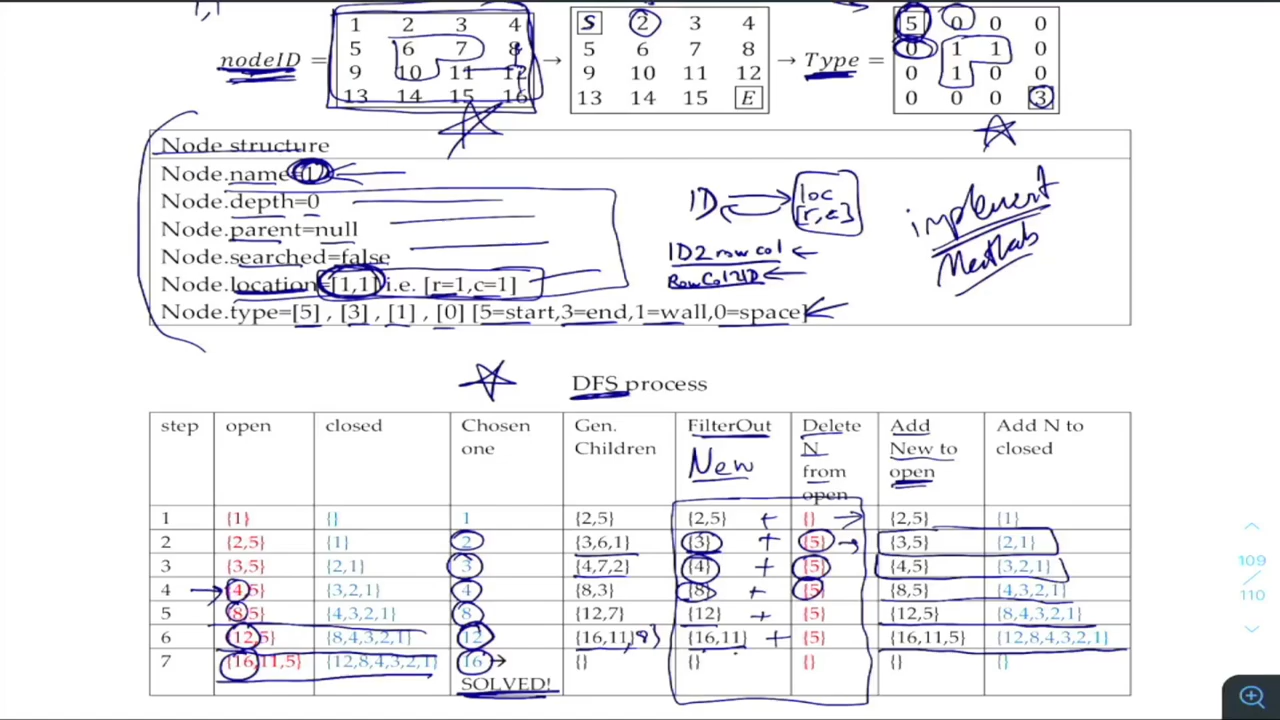 1,1
nodeID =
1 2 3 4
5 6 7 8
9 10 11 12
13 14 15 16
→
S 2 3 4
5 6 7 8
9 10 11 12
13 14 15 E
→ Type =
5 0 0 0
0 1 1 0
0 1 0 0
0 0 0 3
Node structure
Node.name=1
Node.depth=0
Node.parent=null
Node.searched=false
Node.location=[1,1] i.e. [r=1,c=1]
Node.type=[5] , [3] , [1] , [0] [5=start,3=end,1=wall,0=space]
ID
loc
[r,c]
ID2rowcol
RowCol2ID
implement
Matlab
DFS process
step open closed Chosen one Gen. Children FilterOut New Delete N from open Add New to open Add N to closed
1 {1} {} 1 {2,5} {2,5} + {} {2,5} {1}
2 {2,5} {1} 2 {3,6,1} {3} + {5} {3,5} {2,1}
3 {3,5} {2,1} 3 {4,7,2} {4} + {5} {4,5} {3,2,1}
4 {4,5} {3,2,1} 4 {8,3} {8} + {5} {8,5} {4,3,2,1}
5 {8,5} {4,3,2,1} 8 {12,7} {12} + {5} {12,5} {8,4,3,2,1}
6 {12,5} {8,4,3,2,1} 12 {16,11,8} {16,11} + {5} {16,11,5} {12,8,4,3,2,1}
7 {16,11,5} {12,8,4,3,2,1} 16 SOLVED! {} {} {} {} {}
109
110